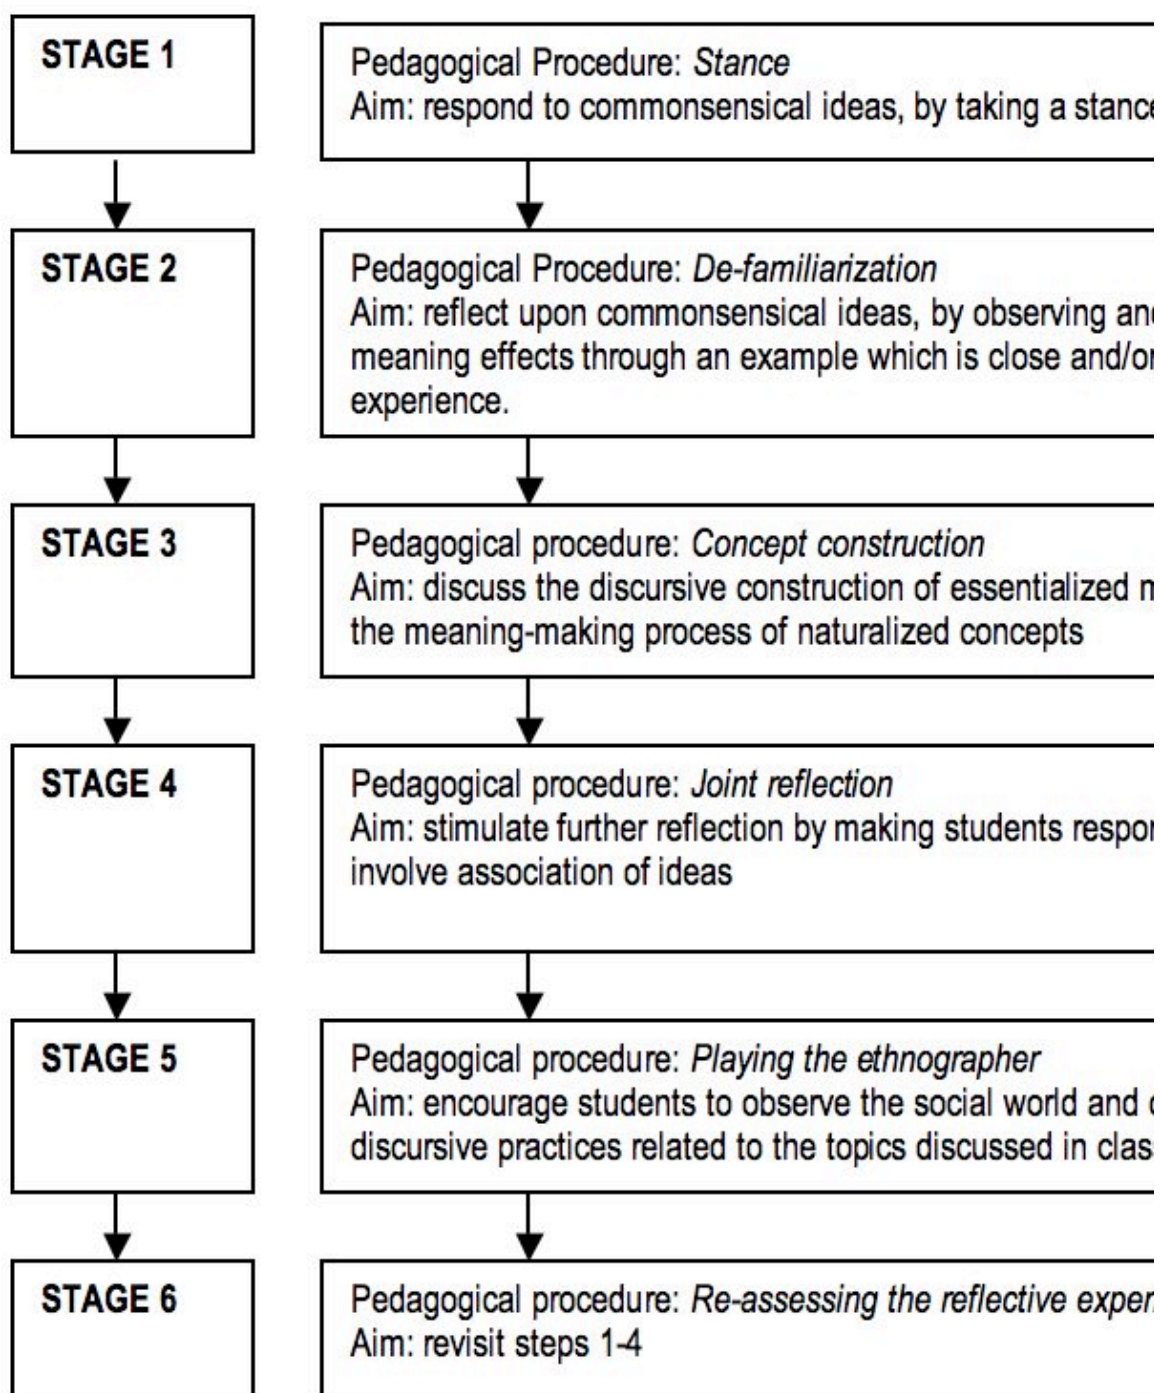 STAGE 1
Pedagogical Procedure: Stance
Aim: respond to commonsensical ideas, by taking a stance
STAGE 2
Pedagogical Procedure: De-familiarization
Aim: reflect upon commonsensical ideas, by observing and
meaning effects through an example which is close and/or
experience.
STAGE 3
Pedagogical procedure: Concept construction
Aim: discuss the discursive construction of essentialized
the meaning-making process of naturalized concepts
STAGE 4
Pedagogical procedure: Joint reflection
Aim: stimulate further reflection by making students
involve association of ideas
STAGE 5
Pedagogical procedure: Playing the ethnographer
Aim: encourage students to observe the social world and
discursive practices related to the topics discussed in
STAGE 6
Pedagogical procedure: Re-assessing the reflective
Aim: revisit steps 1-4